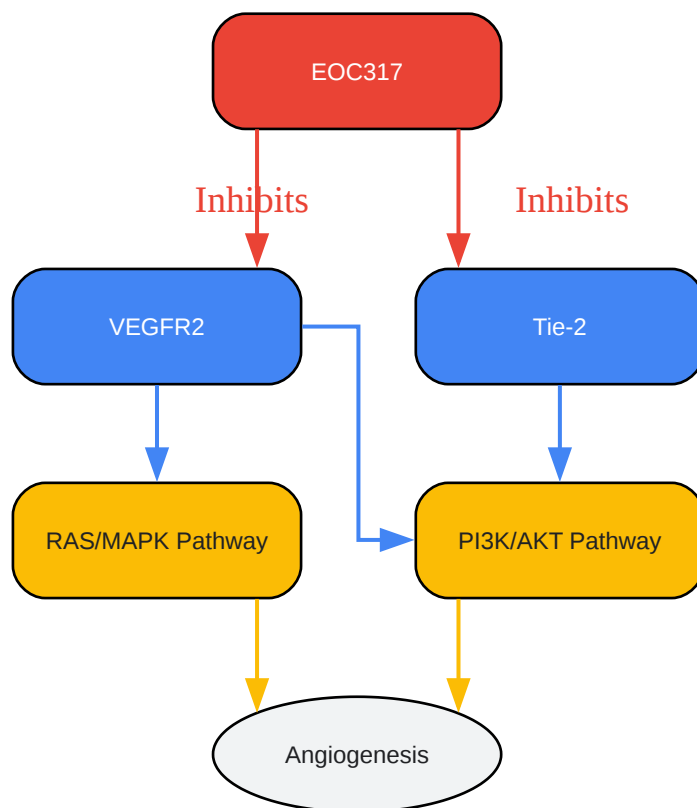 EOC317
Inhibits
Inhibits
VEGFR2
Tie-2
RAS/MAPK Pathway
PI3K/AKT Pathway
Angiogenesis